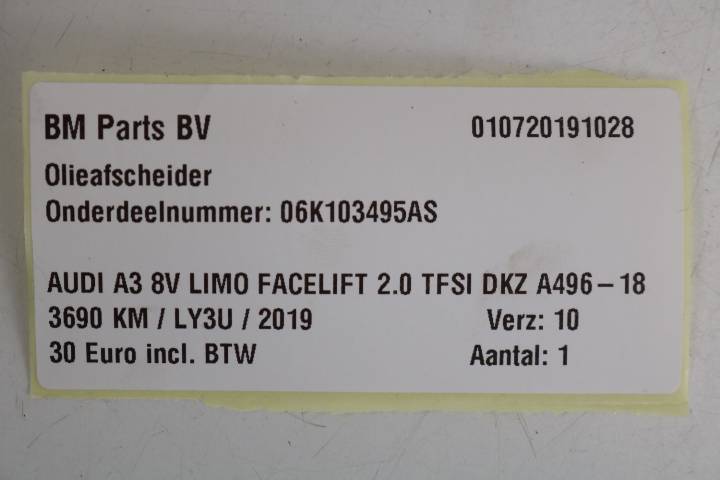 BM Parts BV 010720191028
Olieafscheider
Onderdeelnummer: 06K103495AS
AUDI A3 8V LIMO FACELIFT 2.0 TFSI DKZ A496-18
3690 KM / LY3U / 2019 Verz: 10
30 Euro incl. BTW Aantal: 1